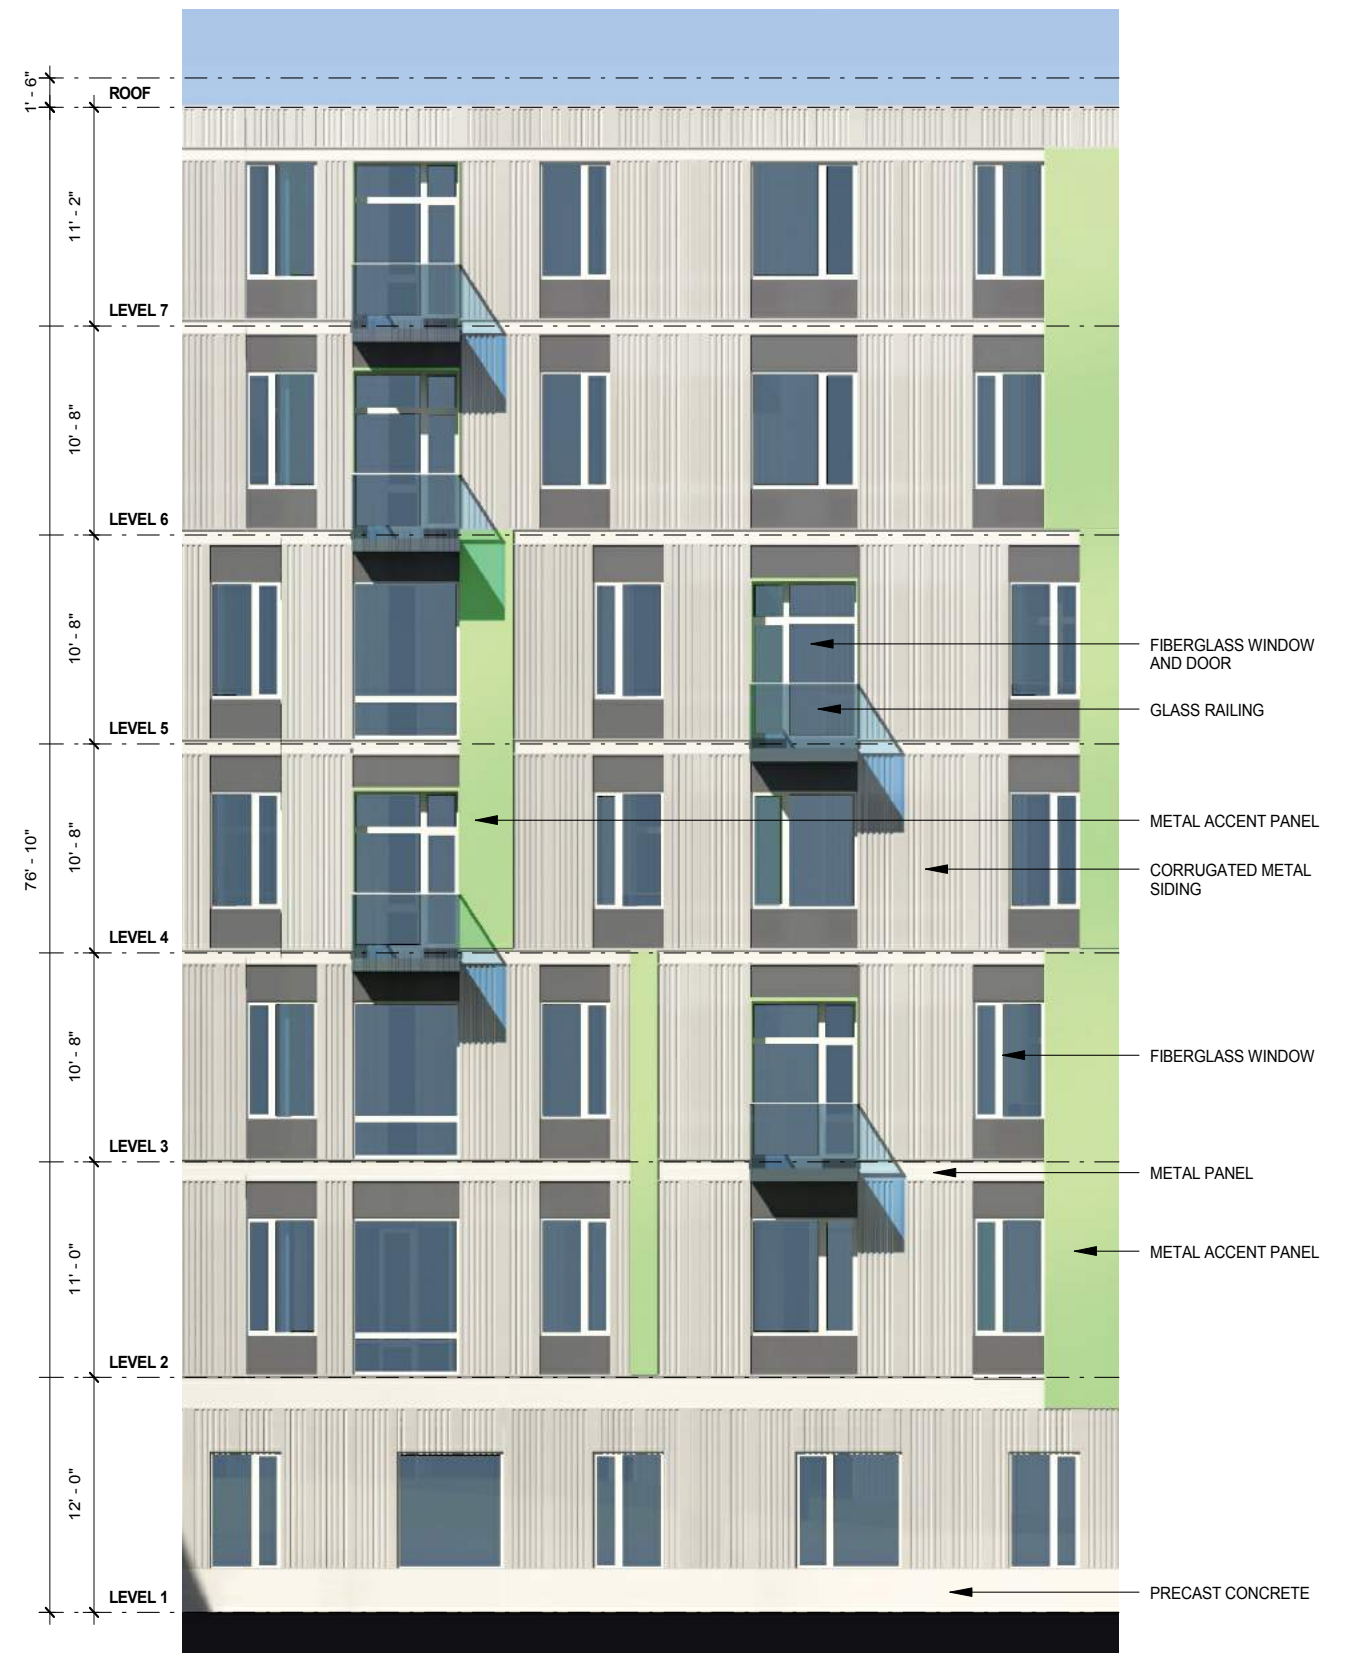 1' - 6"
ROOF
11' - 2"
LEVEL 7
10' - 8"
LEVEL 6
10' - 8"
FIBERGLASS WINDOW
AND DOOR
GLASS RAILING
LEVEL 5
METAL ACCENT PANEL
76' - 10"
10' - 8"
CORRUGATED METAL
SIDING
LEVEL 4
10' - 8"
FIBERGLASS WINDOW
LEVEL 3
METAL PANEL
11' - 0"
METAL ACCENT PANEL
LEVEL 2
12' - 0"
LEVEL 1
PRECAST CONCRETE